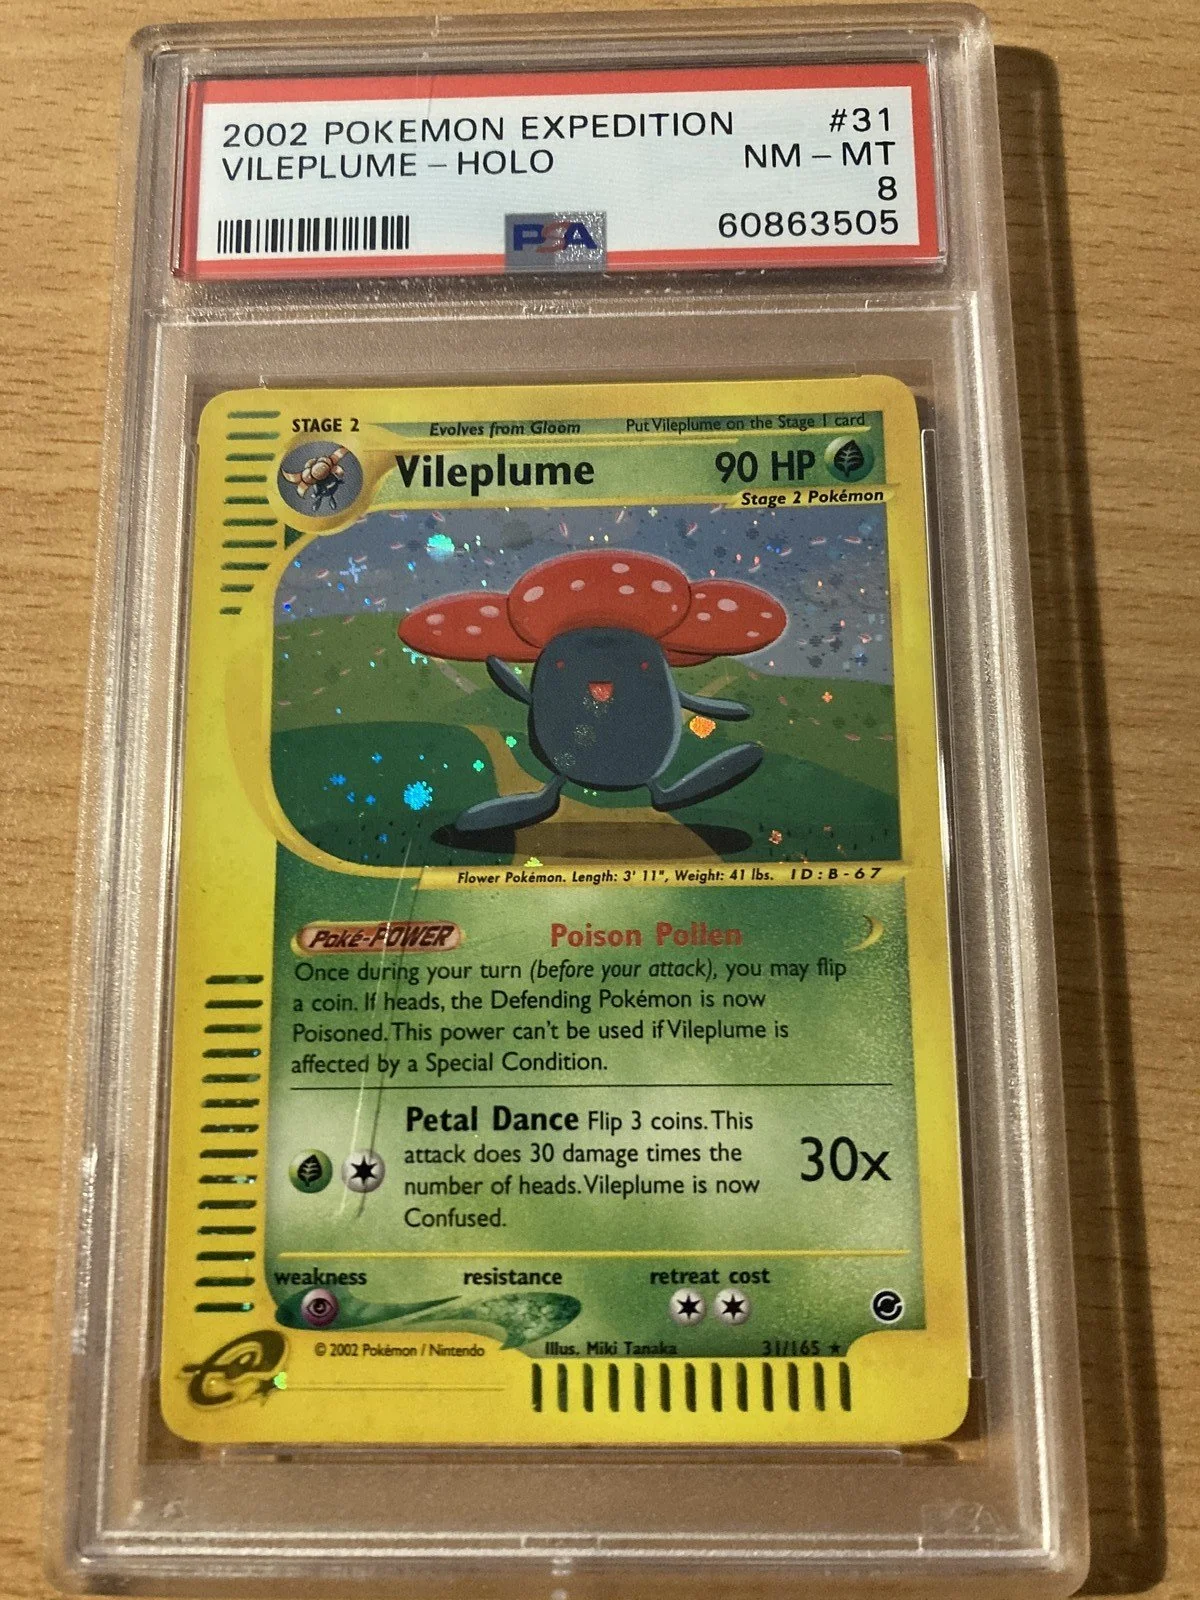 2002 POKEMON EXPEDITION #31
VILEPLUME – HOLO NM – MT
8
PSA 60863505
STAGE 2 Evolves from Gloom Put Vileplume on the Stage 1 card
Vileplume 90 HP
Stage 2 Pokémon
Flower Pokémon. Length: 3' 11", Weight: 41 lbs. ID:B-67
Poké-POWER Poison Pollen
Once during your turn (before your attack), you may flip
a coin. If heads, the Defending Pokémon is now
Poisoned. This power can't be used if Vileplume is
affected by a Special Condition.
Petal Dance Flip 3 coins. This
attack does 30 damage times the 30x
number of heads. Vileplume is now
Confused.
weakness resistance retreat cost
e © 2002 Pokémon / Nintendo Illus. Miki Tanaka 31/165 ★